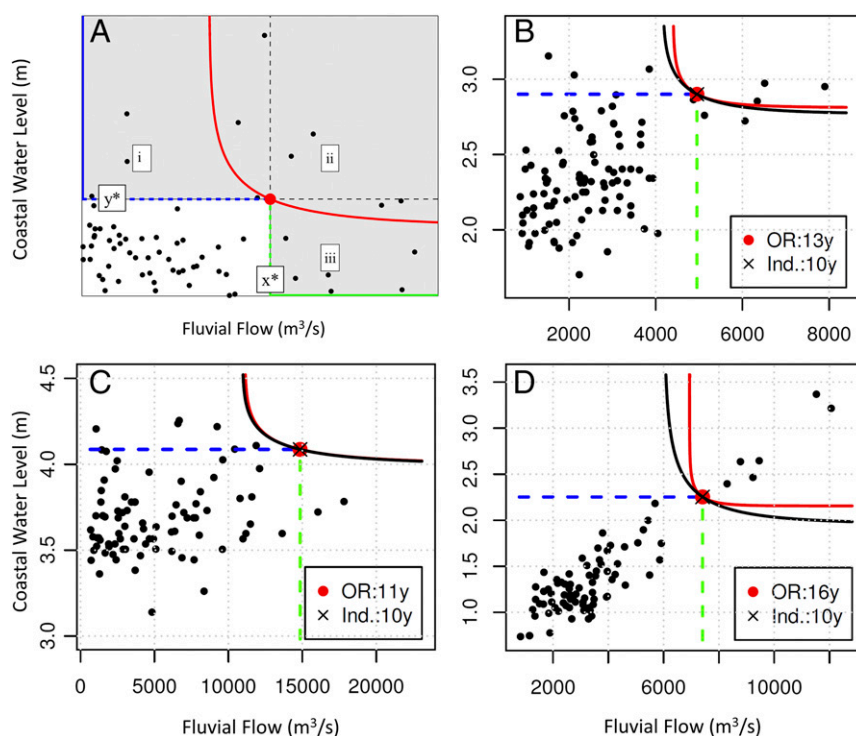 A
Coastal Water Level (m)
i
ii
y*
iii
x*
Fluvial Flow (m³/s)
B
3.0
2.5
2.0
OR:13y
Ind.:10y
2000 4000 6000 8000
C
Coastal Water Level (m)
4.5
4.0
3.5
3.0
OR:11y
Ind.:10y
0 5000 10000 15000 20000
Fluvial Flow (m³/s)
D
3.5
3.0
2.5
2.0
1.5
1.0
OR:16y
Ind.:10y
2000 6000 10000
Fluvial Flow (m³/s)